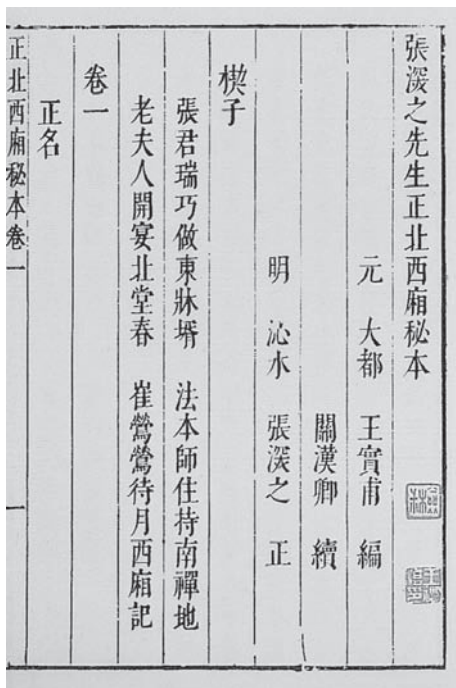 張深之先生正北西廂秘本
元 大都 王實甫 編
關漢卿 續
明 沁水 張深之 正
楔子
張君瑞巧做東牀壻 法本師住持南禪地
老夫人開宴北堂春 崔鶯鶯待月西廂記
卷一
正名
正北西廂秘本卷一 一